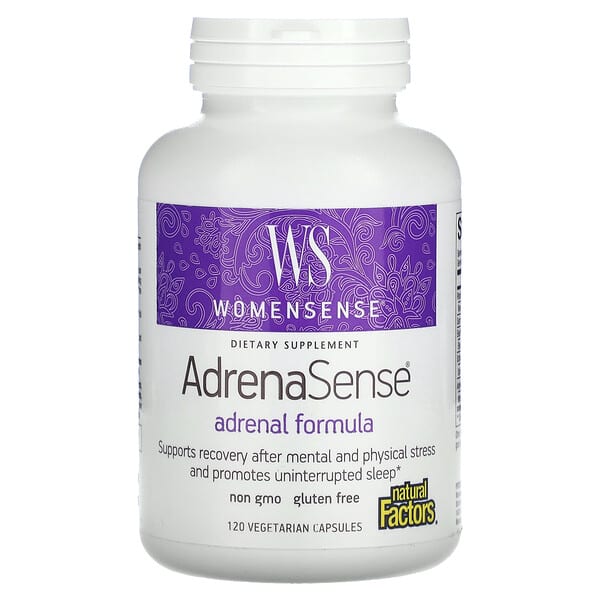 WS
WOMENSENSE®
DIETARY SUPPLEMENT
AdrenaSense®
adrenal formula
Supports recovery after mental and physical stress
and promotes uninterrupted sleep*
non gmo gluten free
natural
Factors®
120 VEGETARIAN CAPSULES